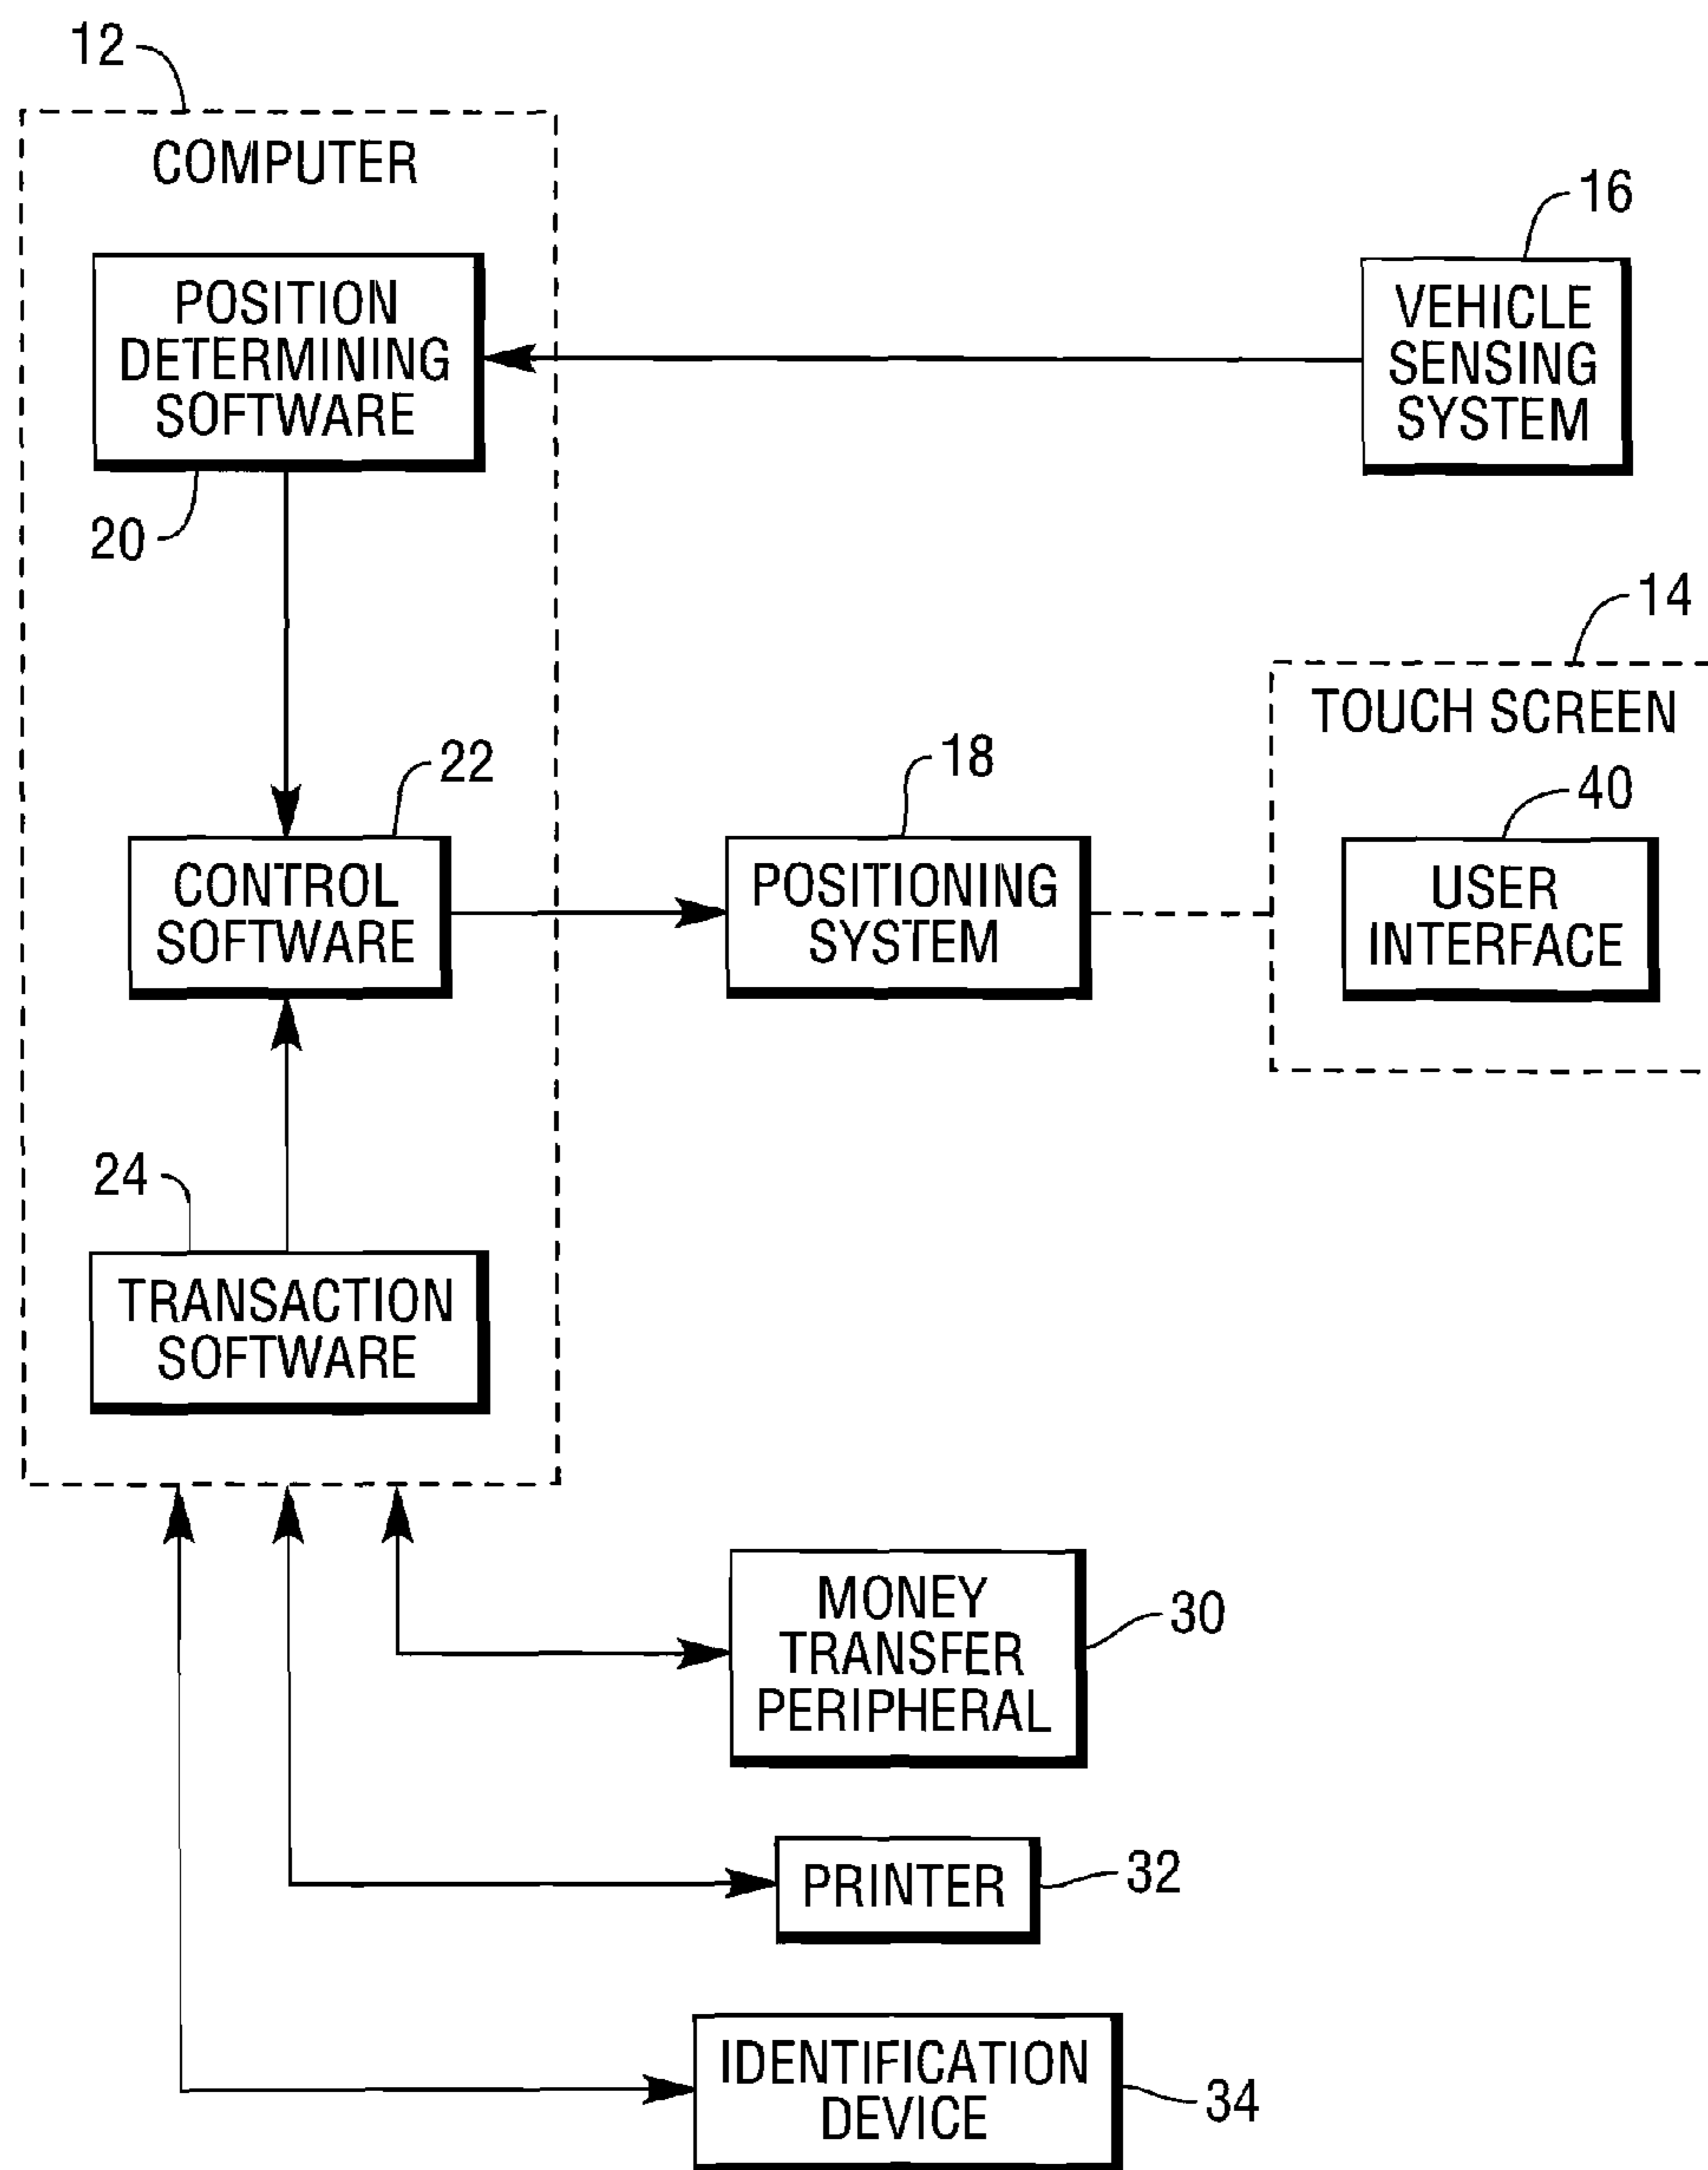 12
COMPUTER
16
POSITION
DETERMINING
SOFTWARE
VEHICLE
SENSING
SYSTEM
20
14
TOUCH SCREEN
22
18
40
CONTROL
SOFTWARE
POSITIONING
SYSTEM
USER
INTERFACE
24
TRANSACTION
SOFTWARE
MONEY
TRANSFER
PERIPHERAL
30
PRINTER
32
IDENTIFICATION
DEVICE
34